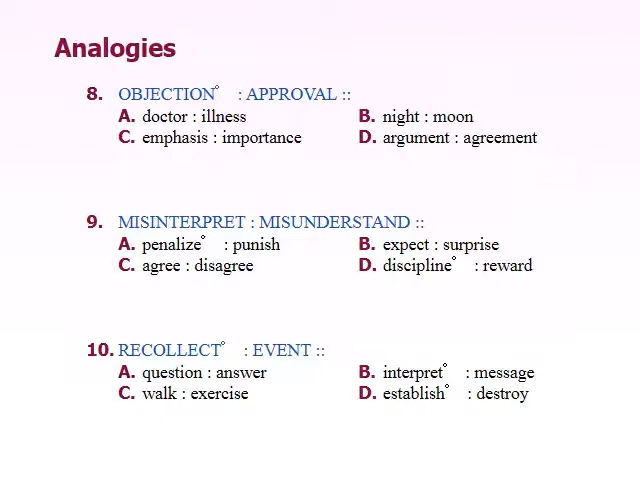 Analogies
8. OBJECTION° : APPROVAL ::
A. doctor : illness B. night : moon
C. emphasis : importance D. argument : agreement
9. MISINTERPRET : MISUNDERSTAND ::
A. penalize° : punish B. expect : surprise
C. agree : disagree D. discipline° : reward
10. RECOLLECT° : EVENT ::
A. question : answer B. interpret° : message
C. walk : exercise D. establish° : destroy